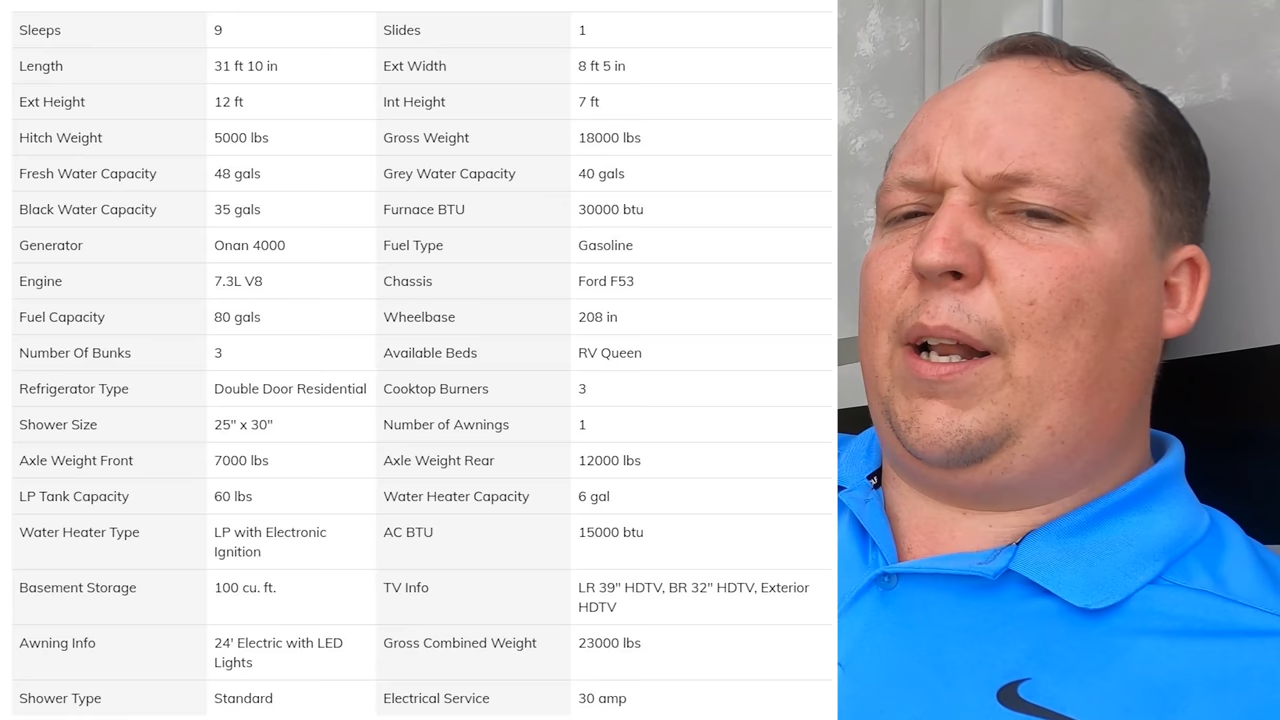 Sleeps 9 Slides 1
Length 31 ft 10 in Ext Width 8 ft 5 in
Ext Height 12 ft Int Height 7 ft
Hitch Weight 5000 lbs Gross Weight 18000 lbs
Fresh Water Capacity 48 gals Grey Water Capacity 40 gals
Black Water Capacity 35 gals Furnace BTU 30000 btu
Generator Onan 4000 Fuel Type Gasoline
Engine 7.3L V8 Chassis Ford F53
Fuel Capacity 80 gals Wheelbase 208 in
Number Of Bunks 3 Available Beds RV Queen
Refrigerator Type Double Door Residential Cooktop Burners 3
Shower Size 25" x 30" Number of Awnings 1
Axle Weight Front 7000 lbs Axle Weight Rear 12000 lbs
LP Tank Capacity 60 lbs Water Heater Capacity 6 gal
Water Heater Type LP with Electronic AC BTU 15000 btu
Ignition
Basement Storage 100 cu. ft. TV Info LR 39" HDTV, BR 32" HDTV, Exterior
HDTV
Awning Info 24' Electric with LED Gross Combined Weight 23000 lbs
Lights
Shower Type Standard Electrical Service 30 amp